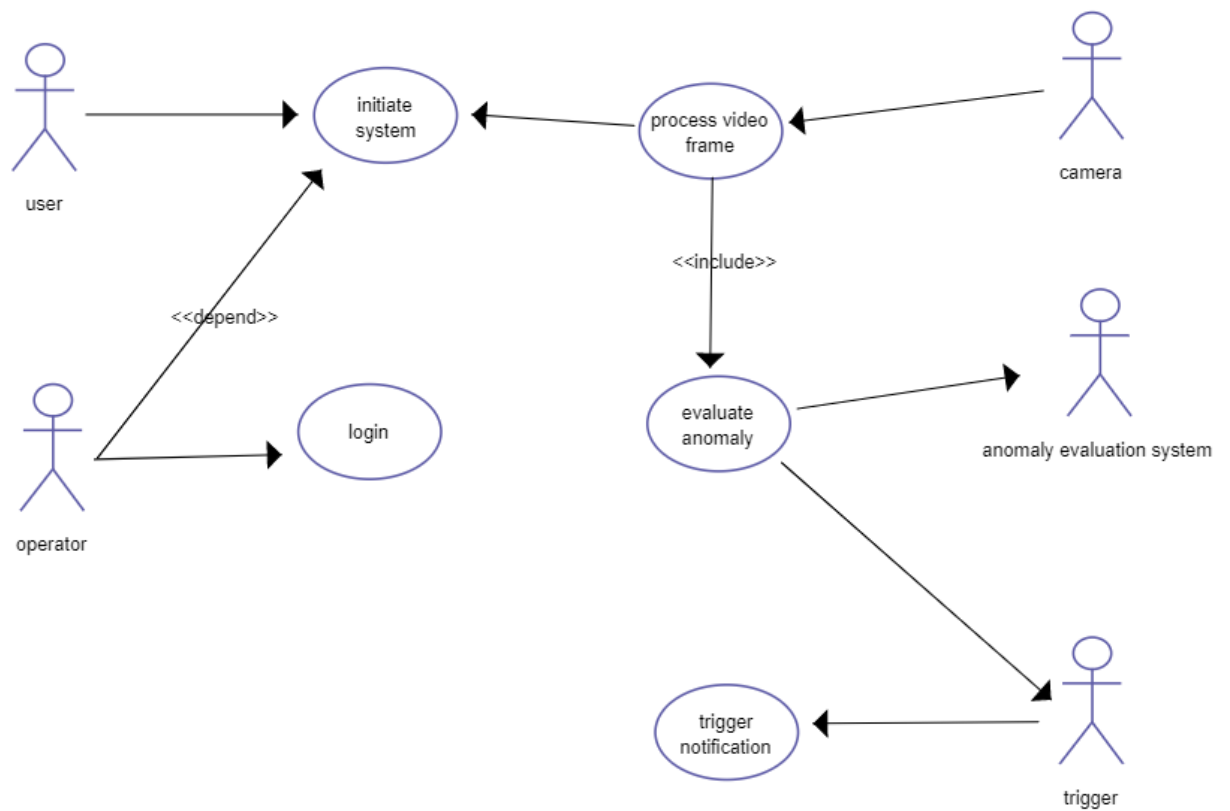 initiate
system
process video
frame
camera
user
<<include>>
<<depend>>
evaluate
anomaly
login
anomaly evaluation system
operator
trigger
notification
trigger